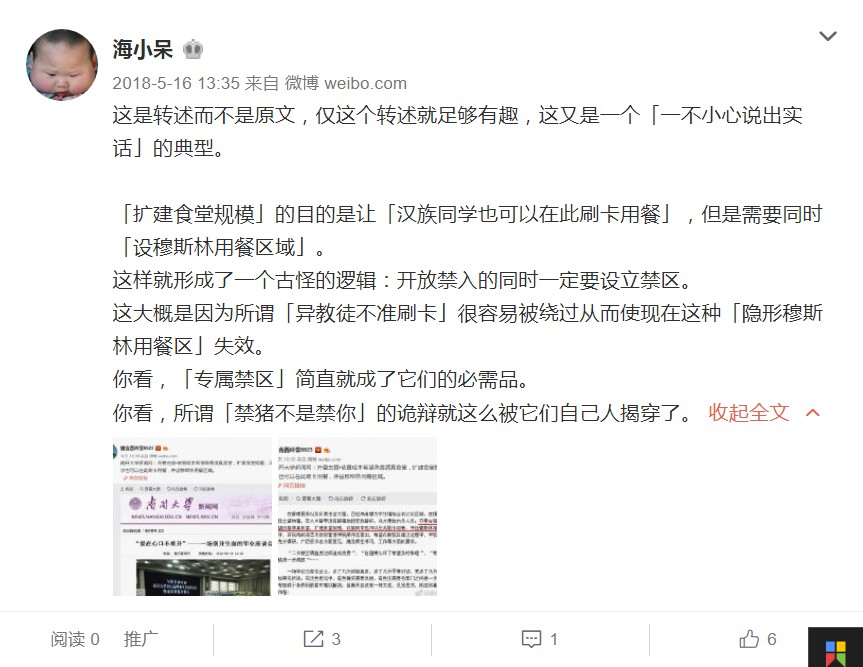 海小呆
2018-5-16 13:35 来自 微博 weibo.com
这是转述而不是原文，仅这个转述就足够有趣，这又是一个「一不小心说出实
话」的典型。
「扩建食堂规模」的目的是让「汉族同学也可以在此刷卡用餐」，但是需要同时
「设穆斯林用餐区域」。
这样就形成了一个古怪的逻辑：开放禁入的同时一定要设立禁区。
这大概是因为所谓「异教徒不准刷卡」很容易被绕过从而使现在这种「隐形穆斯
林用餐区」失效。
你看，「专属禁区」简直就成了它们的必需品。
你看，所谓「禁猪不是禁你」的诡辩就这么被它们自己人揭穿了。 收起全文
南开大学 新闻网
阅读 0 推广 3 1 6